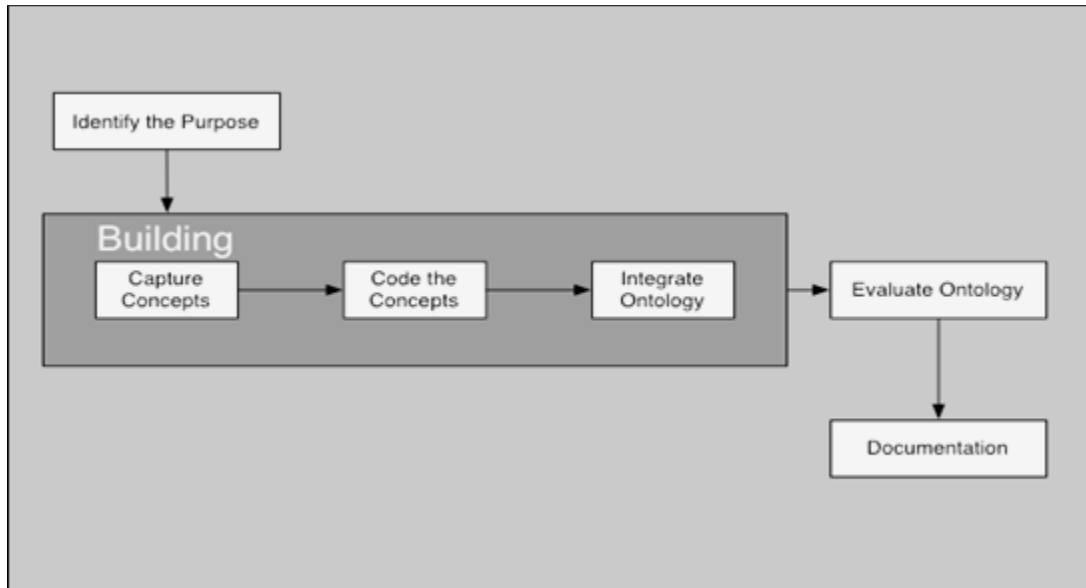 Identify the Purpose
Building
Capture
Concepts
Code the
Concepts
Integrate
Ontology
Evaluate Ontology
Documentation